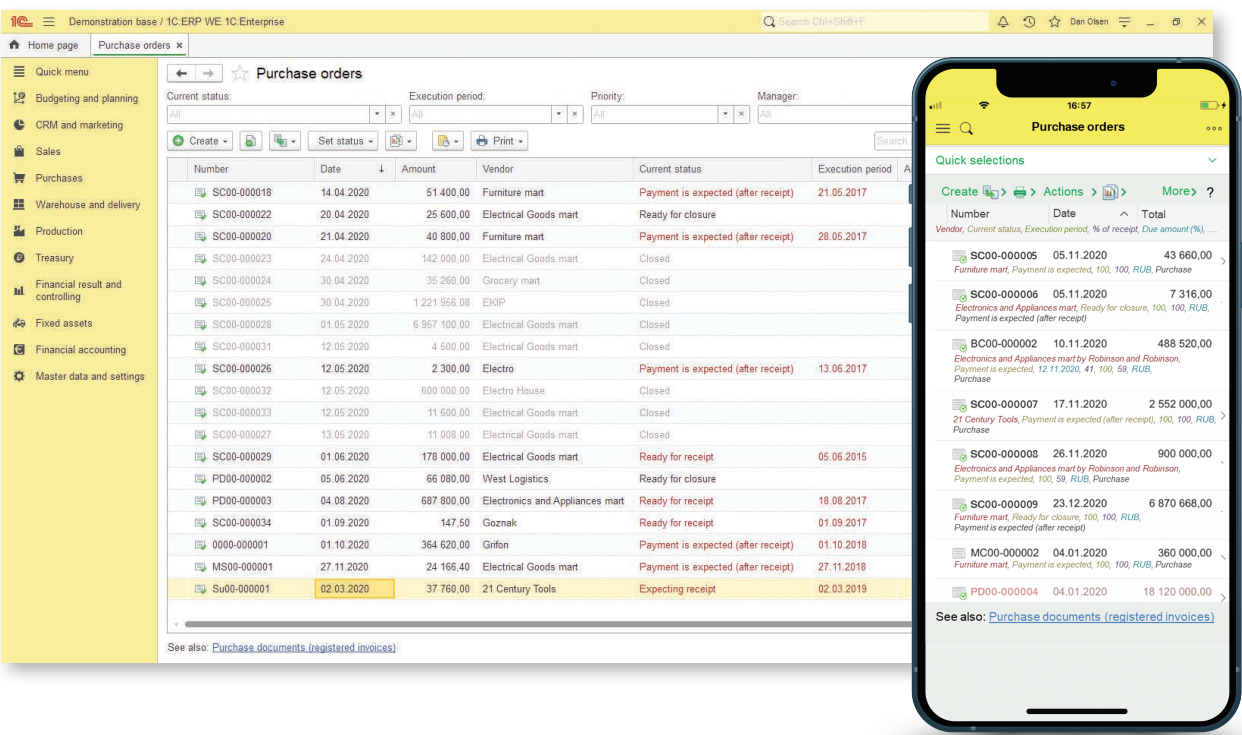 1C Demonstration base / 1C:ERP WE 1C:Enterprise Search Ctrl+Shift+F Dan Olsen
Home page Purchase orders ×
Quick menu
Budgeting and planning
CRM and marketing
Sales
Purchases
Warehouse and delivery
Production
Treasury
Financial result and
controlling
Fixed assets
Financial accounting
Master data and settings
Purchase orders
Current status: Execution period: Priority: Manager:
All All All All
Create Set status Print Search
Number Date ↓ Amount Vendor Current status Execution period A
SC00-000018 14.04.2020 51 400,00 Furniture mart Payment is expected (after receipt) 21.05.2017
SC00-000022 20.04.2020 25 600,00 Electrical Goods mart Ready for closure
SC00-000020 21.04.2020 40 800,00 Furniture mart Payment is expected (after receipt) 28.05.2017
SC00-000023 24.04.2020 142 000,00 Electrical Goods mart Closed
SC00-000024 30.04.2020 35 260,00 Grocery mart Closed
SC00-000025 30.04.2020 1 221 956,08 EKIP Closed
SC00-000028 01.05.2020 6 957 100,00 Electrical Goods mart Closed
SC00-000031 12.05.2020 4 500,00 Electrical Goods mart Closed
SC00-000026 12.05.2020 2 300,00 Electro Payment is expected (after receipt) 13.06.2017
SC00-000032 12.05.2020 600 000,00 Electro House Closed
SC00-000033 12.05.2020 11 600,00 Electrical Goods mart Closed
SC00-000027 13.05.2020 11 008,00 Electrical Goods mart Closed
SC00-000029 01.06.2020 178 000,00 Electrical Goods mart Ready for receipt 05.06.2015
PD00-000002 05.06.2020 66 080,00 West Logistics Ready for closure
PD00-000003 04.08.2020 687 800,00 Electronics and Appliances mart Ready for receipt 18.08.2017
SC00-000034 01.09.2020 147,50 Goznak Ready for receipt 01.09.2017
0000-000001 01.10.2020 364 620,00 Grifon Payment is expected (after receipt) 01.10.2018
MS00-000001 27.11.2020 24 166,40 Electrical Goods mart Payment is expected (after receipt) 27.11.2018
Su00-000001 02.03.2020 37 760,00 21 Century Tools Expecting receipt 02.03.2019
See also: Purchase documents (registered invoices)
16:57
Purchase orders
Quick selections
Create Actions More ?
Number Date Total
Vendor, Current status, Execution period, % of receipt, Due amount (%), ...
SC00-000005 05.11.2020 43 660,00
Furniture mart, Payment is expected, 100, 100, RUB, Purchase
SC00-000006 05.11.2020 7 316,00
Electronics and Appliances mart, Ready for closure, 100, 100, RUB,
Payment is expected (after receipt)
BC00-000002 10.11.2020 488 520,00
Electronics and Appliances mart by Robinson and Robinson,
Payment is expected, 12.11.2020, 41, 100, 59, RUB,
Purchase
SC00-000007 17.11.2020 2 552 000,00
21 Century Tools, Payment is expected (after receipt), 100, 100, RUB,
Purchase
SC00-000008 26.11.2020 900 000,00
Electronics and Appliances mart by Robinson and Robinson,
Payment is expected, 100, 59, RUB, Purchase
SC00-000009 23.12.2020 6 870 668,00
Furniture mart, Ready for closure, 100, 100, RUB,
Payment is expected (after receipt)
MC00-000002 04.01.2020 360 000,00
Furniture mart, Payment is expected, 100, 100, RUB, Purchase
PD00-000004 04.01.2020 18 120 000,00
See also: Purchase documents (registered invoices)